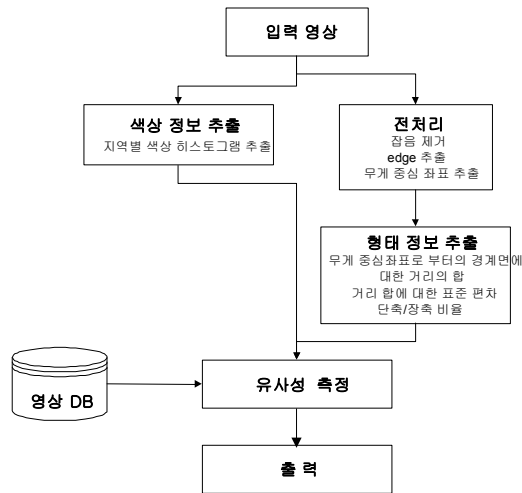 입력 영상
색상 정보 추출
지역별 색상 히스토그램 추출
전처리
잡음 제거
edge 추출
무게 중심 좌표 추출
형태 정보 추출
무게 중심좌표로 부터의 경계면에
대한 거리의 합
거리 합에 대한 표준 편차
단축/장축 비율
영상 DB
유사성 측정
출 력